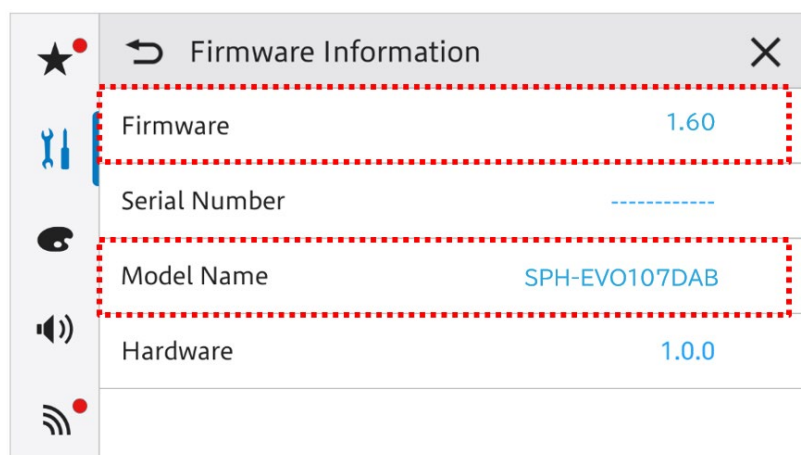 Firmware Information
Firmware 1.60
Serial Number ------------
Model Name SPH-EVO107DAB
Hardware 1.0.0